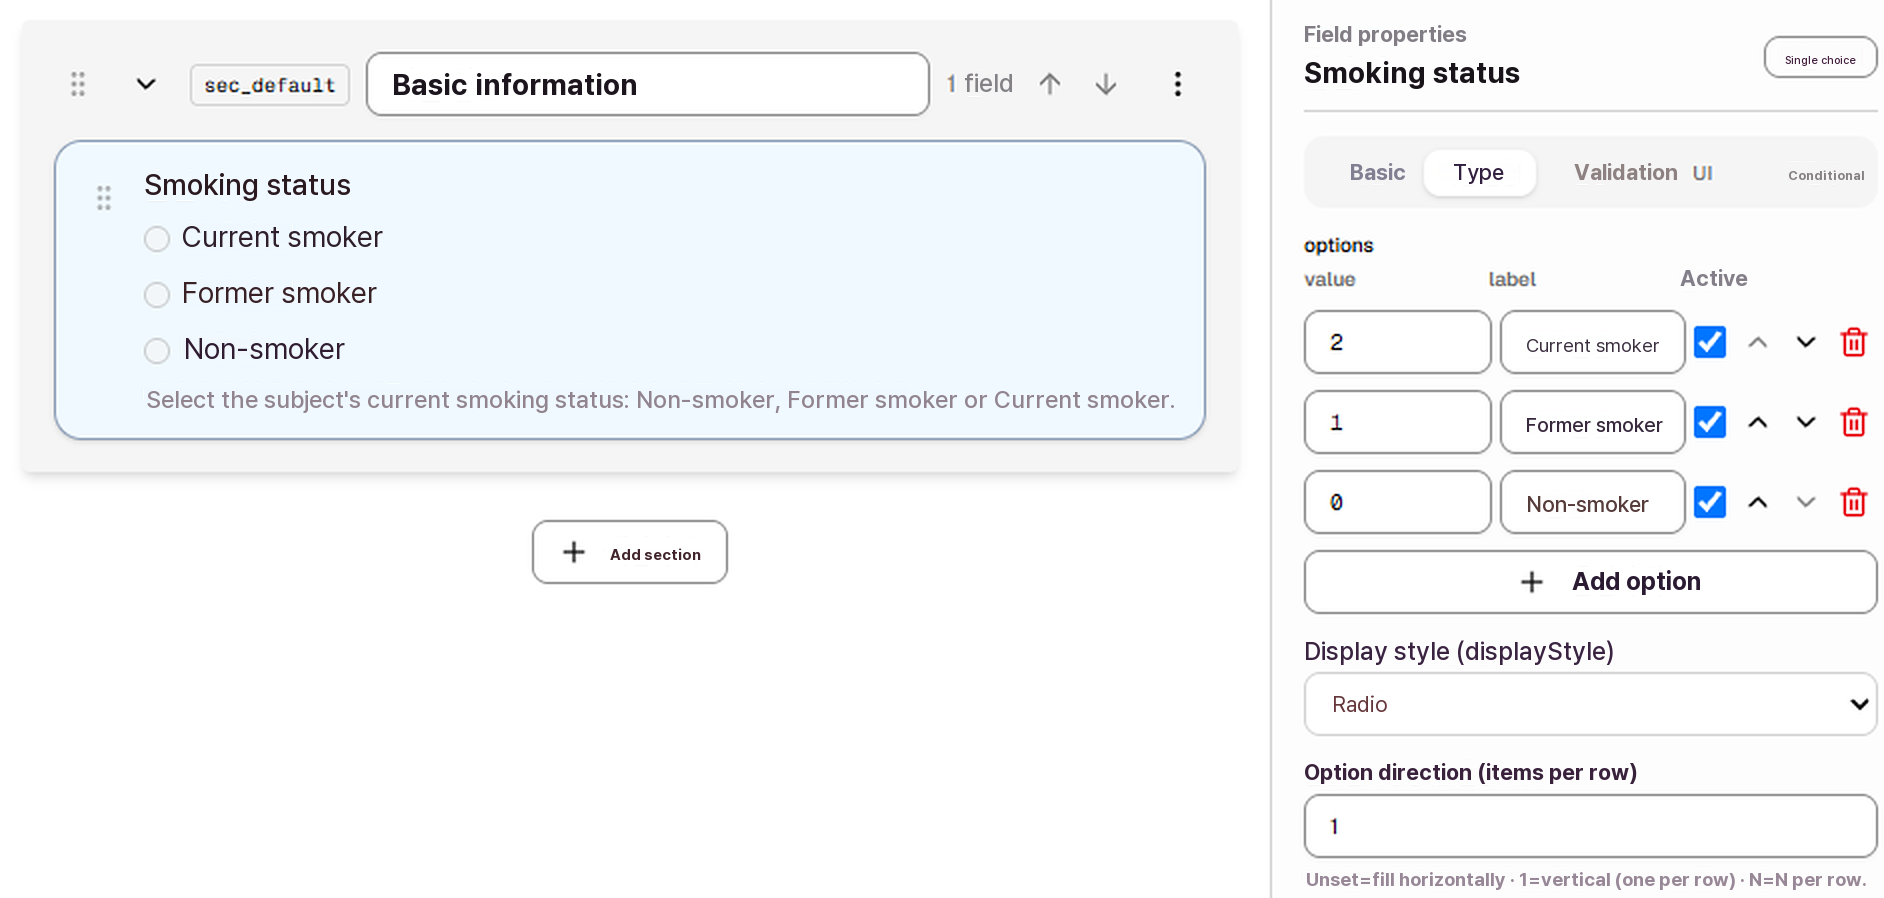 sec_default Basic information 1 field
Smoking status
Current smoker
Former smoker
Non-smoker
Select the subject's current smoking status: Non-smoker, Former smoker or Current smoker.
Add section
Field properties
Smoking status
Single choice
Basic Type Validation UI Conditional
options
value label Active
2 Current smoker
1 Former smoker
0 Non-smoker
Add option
Display style (displayStyle)
Radio
Option direction (items per row)
1
Unset=fill horizontally · 1=vertical (one per row) · N=N per row.